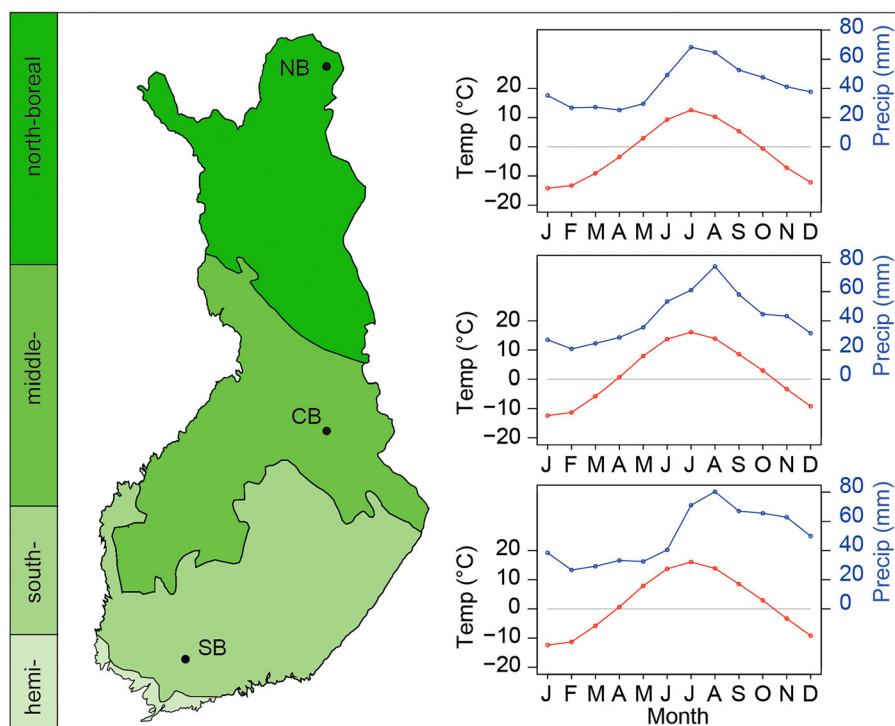 north-boreal
middle-
south-
hemi-
NB
CB
SB
Temp (°C)
20
10
0
−10
−20
80
60
40
20
0
Precip (mm)
J F M A M J J A S O N D
Temp (°C)
20
10
0
−10
−20
80
60
40
20
0
Precip (mm)
J F M A M J J A S O N D
Temp (°C)
20
10
0
−10
−20
80
60
40
20
0
Precip (mm)
J F M A M J J A S O N D
Month